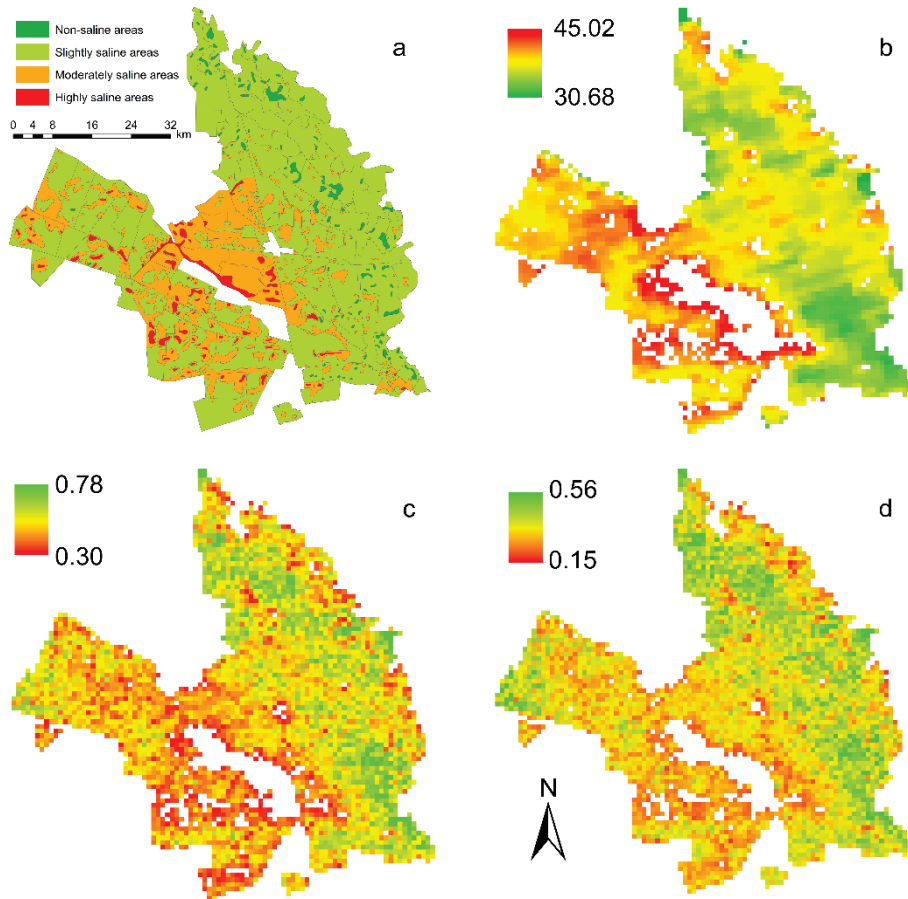 Non-saline areas
Slightly saline areas
Moderately saline areas
Highly saline areas
0 4 8 16 24 32 km
a
45.02
30.68
b
0.78
0.30
c
0.56
0.15
d
N